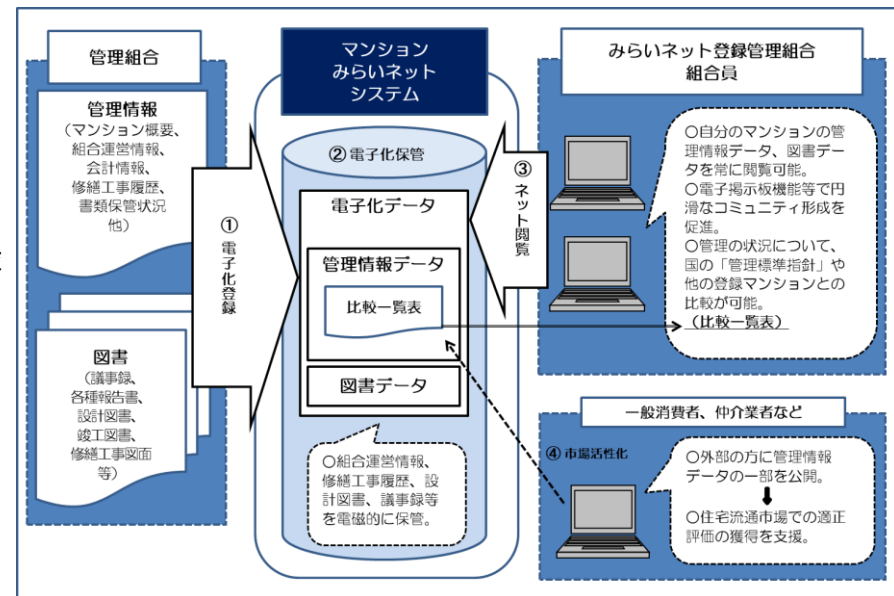 管理組合
管理情報
（マンション概要、
組合運営情報、
会計情報、
修繕工事履歴、
書類保管状況
他）
図書
（議事録、
各種報告書、
設計図書、
竣工図書、
修繕工事図面
等）
①電子化登録
マンション
みらいネット
システム
②電子化保管
電子化データ
管理情報データ
比較一覧表
図書データ
○組合運営情報、
修繕工事履歴、設
計図書、議事録等
を電磁的に保管。
③ネット閲覧
みらいネット登録管理組合
組合員
○自分のマンションの管
理情報データ、図書デー
タを常に閲覧可能。
○電子掲示板機能等で円
滑なコミュニティ形成を
促進。
○管理の状況について、
国の「管理標準指針」や
他の登録マンションとの
比較が可能。
（比較一覧表）
一般消費者、仲介業者など
④市場活性化
○外部の方に管理情報
データの一部を公開。
○住宅流通市場での適正
評価の獲得を支援。